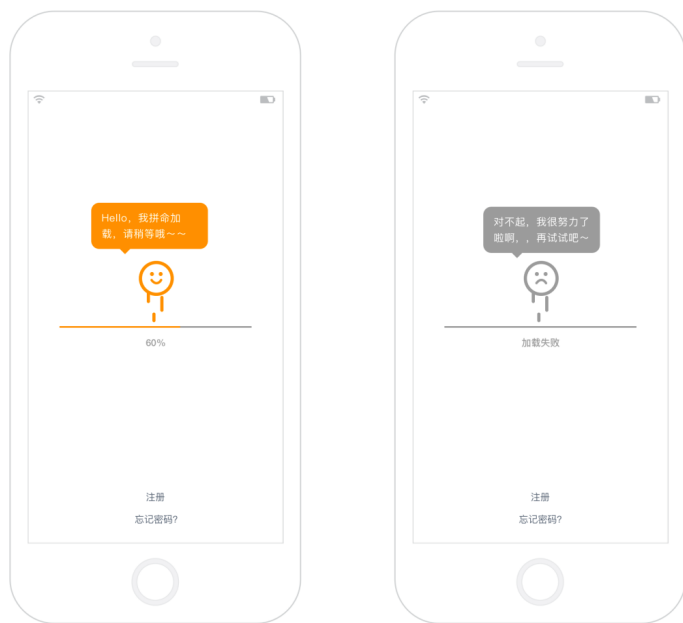 Hello，我拼命加
载，请稍等哦～～
60%
注册
忘记密码?
对不起，我很努力了
啦啊，，再试试吧～
加载失败
注册
忘记密码?